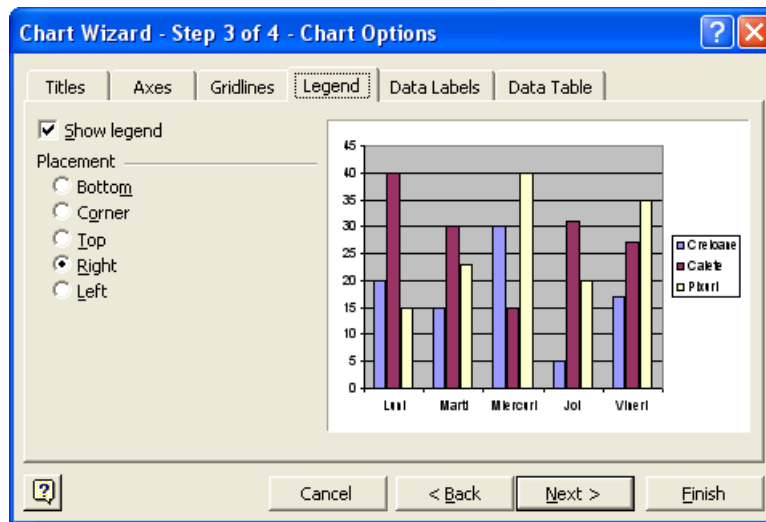 Chart Wizard - Step 3 of 4 - Chart Options
Titles Axes Gridlines Legend Data Labels Data Table
Show legend
Placement
Bottom
Corner
Top
Right
Left
45
40
35
30
25
20
15
10
5
0
Luni Marti Miercuri Joi Vineri
Creioane
Caiete
Pixuri
Cancel < Back Next > Finish